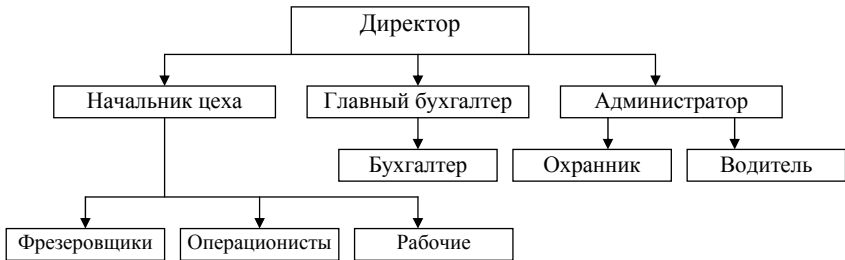 Директор
Начальник цеха
Главный бухгалтер
Администратор
Бухгалтер
Охранник
Водитель
Фрезеровщики
Операционисты
Рабочие